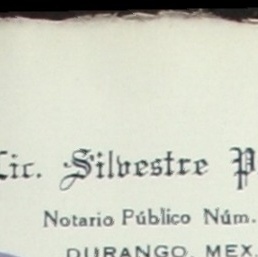 Lic. Silvestre P
Notario Público Núm.
DURANGO, MEX.